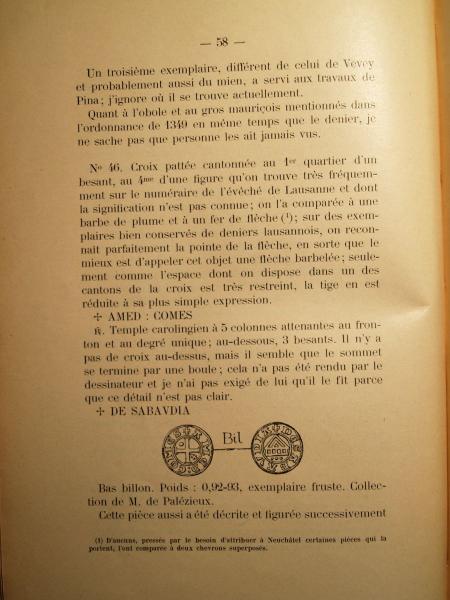 — 58 —
Un troisième exemplaire, différent de celui de Vevey
et probablement aussi du mien, a servi aux travaux de
Pina; j'ignore où il se trouve actuellement.
Quant à l'obole et au gros mauriçois mentionnés dans
l'ordonnance de 1349 en même temps que le denier, je
ne sache pas que personne les ait jamais vus.
No 46. Croix pattée cantonnée au 1er quartier d'un
besant, au 4me d'une figure qu'on trouve très fréquem-
ment sur le numéraire de l'évêché de Lausanne et dont
la signification n'est pas connue; on l'a comparée à une
barbe de plume et à un fer de flèche (1); sur des exem-
plaires bien conservés de deniers lausannois, on recon-
naît parfaitement la pointe de la flèche, en sorte que le
mieux est d'appeler cet objet une flèche barbelée; seule-
ment comme l'espace dont on dispose dans un des
cantons de la croix est très restreint, la tige en est
réduite à sa plus simple expression.
✢ AMED : COMES
℟. Temple carolingien à 5 colonnes attenantes au fron-
ton et au degré unique; au-dessous, 3 besants. Il n'y a
pas de croix au-dessus, mais il semble que le sommet
se termine par une boule; cela n'a pas été rendu par le
dessinateur et je n'ai pas exigé de lui qu'il le fît parce
que ce détail n'est pas clair.
✢ DE SABAVDIA
Bil
Bas billon. Poids : 0,92-93, exemplaire fruste. Collec-
tion de M. de Palézieux.
Cette pièce aussi a été décrite et figurée successivement
(1) D'aucuns, pressés par le besoin d'attribuer à Neuchâtel certaines pièces qui la
portent, l'ont comparée à deux chevrons superposés.